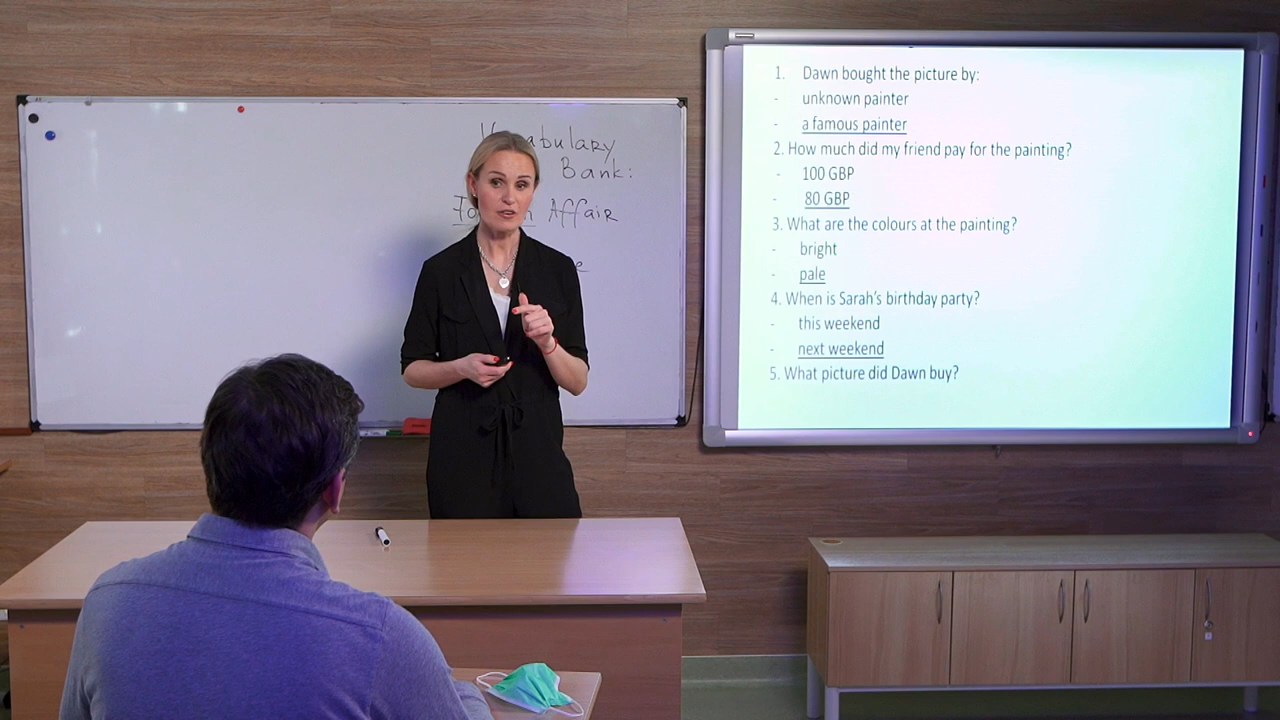 Vocabulary
Bank:
Affair
1. Dawn bought the picture by:
- unknown painter
- a famous painter
2. How much did my friend pay for the painting?
- 100 GBP
- 80 GBP
3. What are the colours at the painting?
- bright
- pale
4. When is Sarah's birthday party?
- this weekend
- next weekend
5. What picture did Dawn buy?